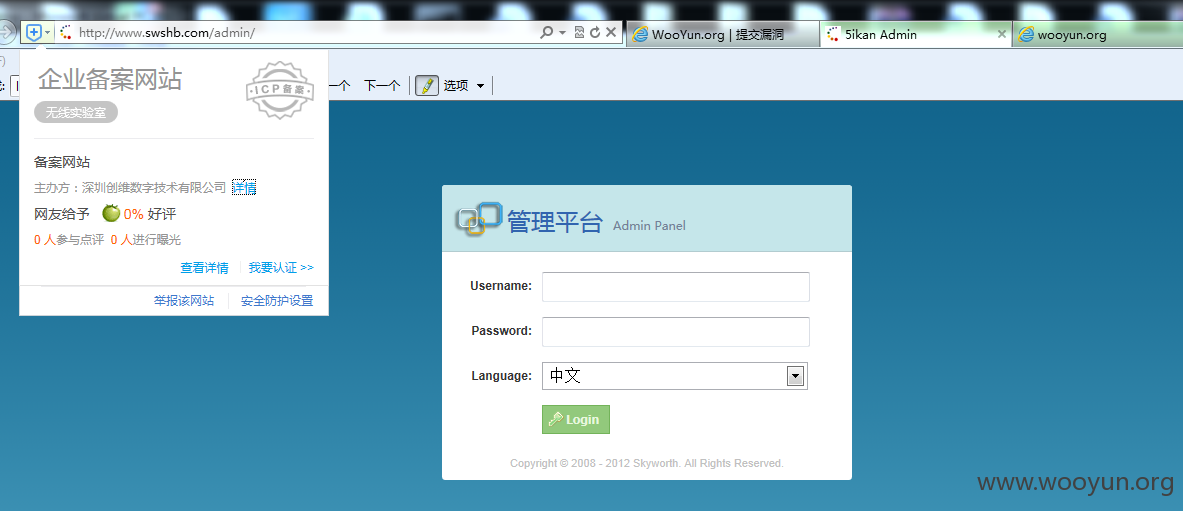 http://www.swshb.com/admin/
WooYun.org | 提交漏洞
5ikan Admin
wooyun.org
企业备案网站
无线实验室
ICP备案
一个 下一个 选项
备案网站
主办方：深圳创维数字技术有限公司 详情
网友给予 0% 好评
0 人参与点评 0 人进行曝光
查看详情 我要认证 >>
举报该网站 安全防护设置
管理平台 Admin Panel
Username:
Password:
Language: 中文
Login
Copyright © 2008 - 2012 Skyworth. All Rights Reserved.
www.wooyun.org